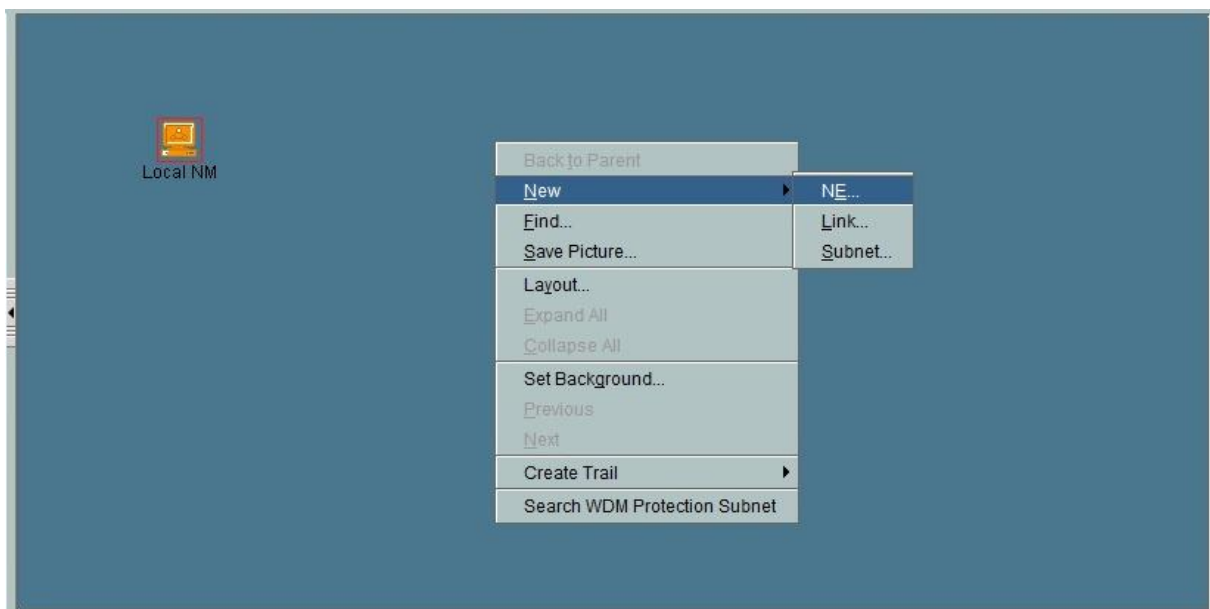 Local NM
Back to Parent
New
NE...
Link...
Subnet...
Find...
Save Picture...
Layout...
Expand All
Collapse All
Set Background...
Previous
Next
Create Trail
Search WDM Protection Subnet